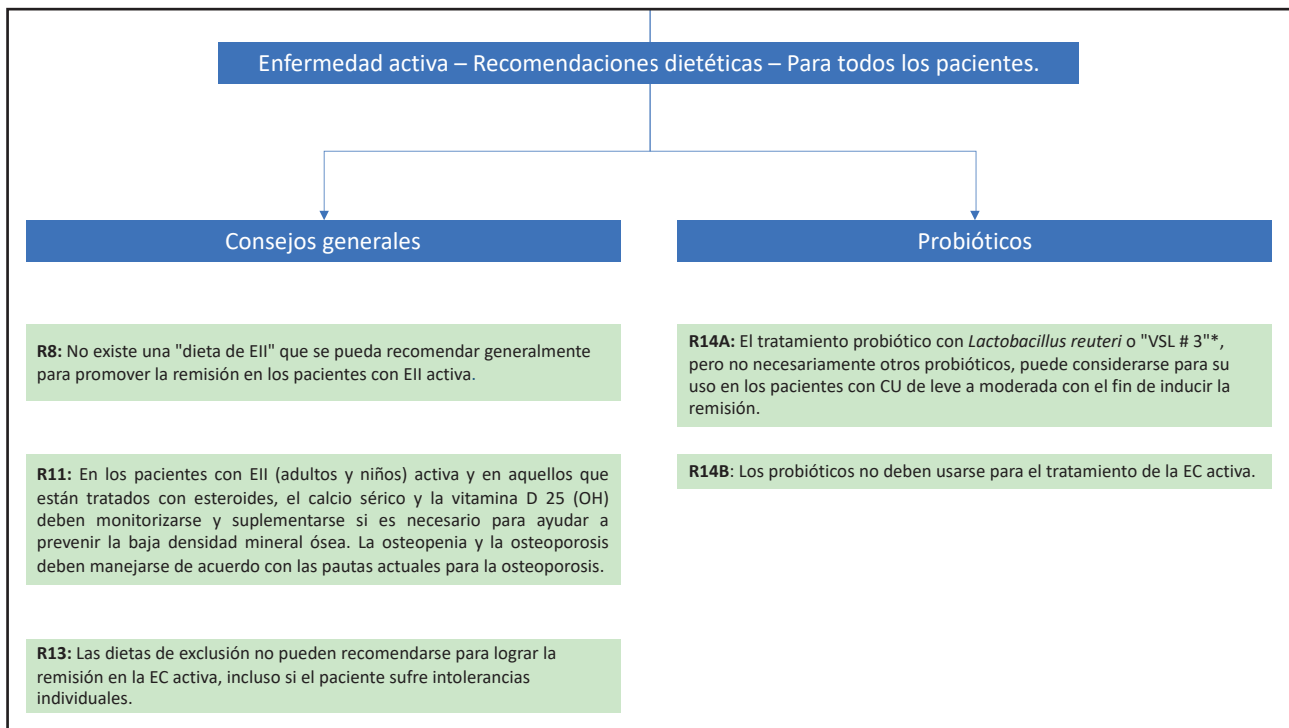 Enfermedad activa – Recomendaciones dietéticas – Para todos los pacientes.
Consejos generales
R8: No existe una "dieta de EII" que se pueda recomendar generalmente
para promover la remisión en los pacientes con EII activa.
R11: En los pacientes con EII (adultos y niños) activa y en aquellos que
están tratados con esteroides, el calcio sérico y la vitamina D 25 (OH)
deben monitorizarse y suplementarse si es necesario para ayudar a
prevenir la baja densidad mineral ósea. La osteopenia y la osteoporosis
deben manejarse de acuerdo con las pautas actuales para la osteoporosis.
R13: Las dietas de exclusión no pueden recomendarse para lograr la
remisión en la EC activa, incluso si el paciente sufre intolerancias
individuales.
Probióticos
R14A: El tratamiento probiótico con Lactobacillus reuteri o "VSL # 3"*,
pero no necesariamente otros probióticos, puede considerarse para su
uso en los pacientes con CU de leve a moderada con el fin de inducir la
remisión.
R14B: Los probióticos no deben usarse para el tratamiento de la EC activa.